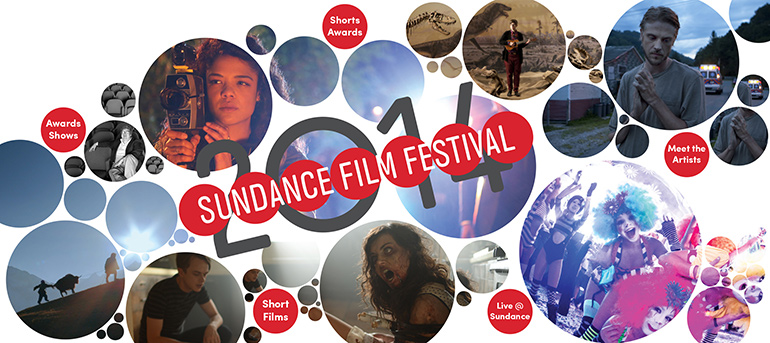 Shorts
Awards
Awards
Shows
2014
SUNDANCE FILM FESTIVAL
Meet the
Artists
Short
Films
Live @
Sundance